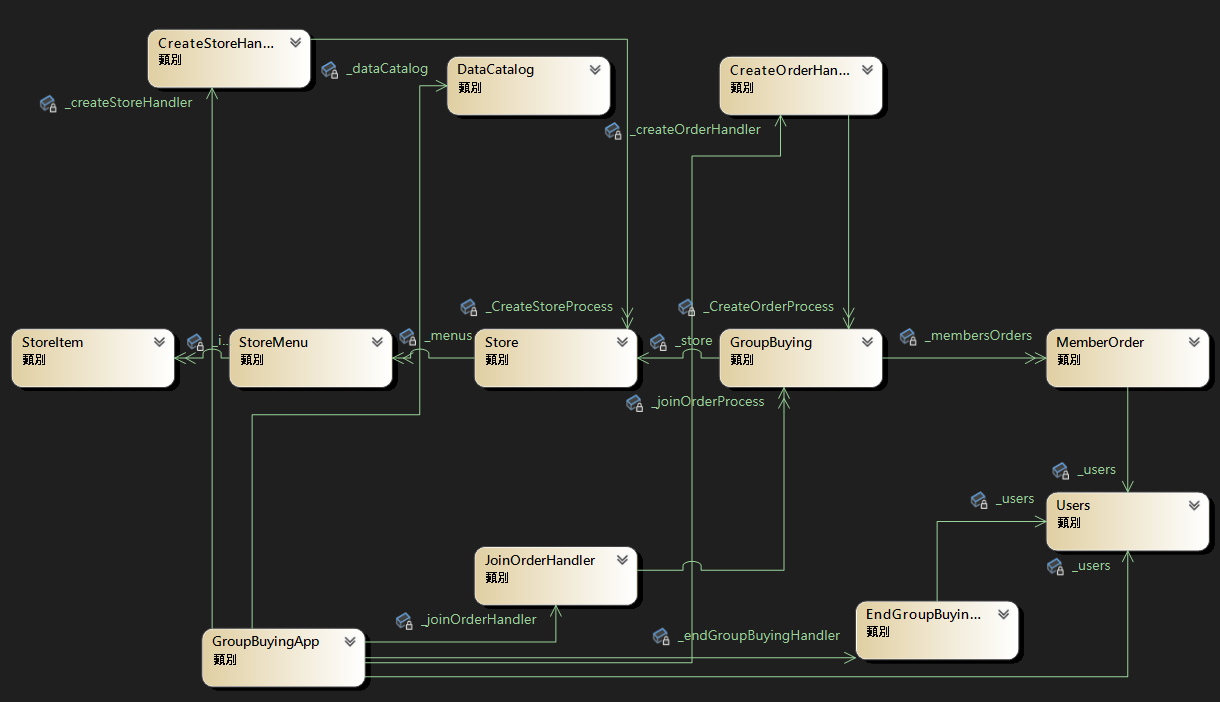 CreateStoreHan...
類別
_dataCatalog
DataCatalog
類別
CreateOrderHan...
類別
_createStoreHandler
_createOrderHandler
_CreateStoreProcess
_CreateOrderProcess
StoreItem
類別
_i...
StoreMenu
類別
_menus
Store
類別
_store
GroupBuying
類別
_membersOrders
MemberOrder
類別
_joinOrderProcess
_users
_users
Users
類別
_users
JoinOrderHandler
類別
_joinOrderHandler
_endGroupBuyingHandler
EndGroupBuyin...
類別
GroupBuyingApp
類別